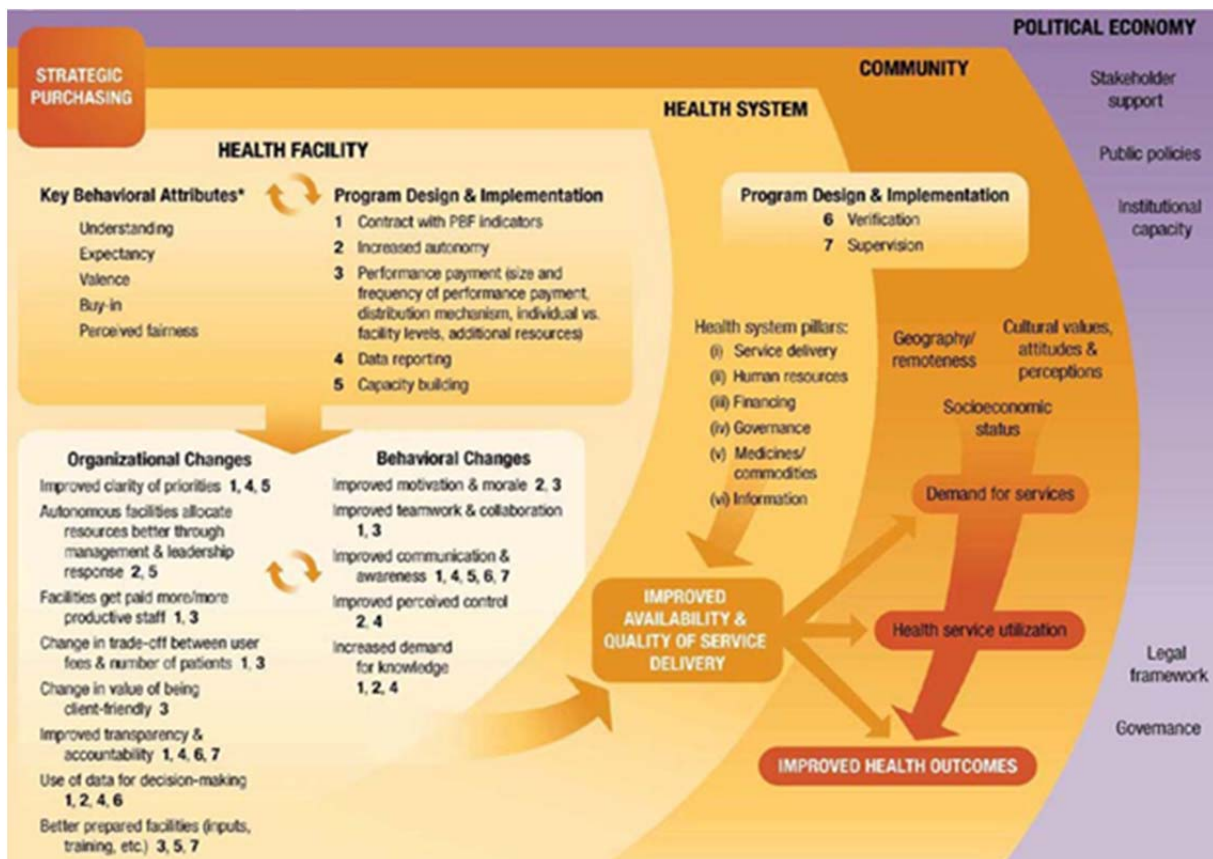 POLITICAL ECONOMY
STRATEGIC
PURCHASING
COMMUNITY
Stakeholder
support
HEALTH SYSTEM
HEALTH FACILITY
Public policies
Key Behavioral Attributes*
Understanding
Expectancy
Valence
Buy-in
Perceived fairness
Program Design & Implementation
1 Contract with PBF indicators
2 Increased autonomy
3 Performance payment (size and
frequency of performance payment,
distribution mechanism, individual vs.
facility levels, additional resources)
4 Data reporting
5 Capacity building
Program Design & Implementation
6 Verification
7 Supervision
Institutional
capacity
Health system pillars:
(i) Service delivery
(ii) Human resources
(iii) Financing
(iv) Governance
(v) Medicines/
commodities
(vi) Information
Geography/
remoteness
Cultural values,
attitudes &
perceptions
Socioeconomic
status
Organizational Changes
Improved clarity of priorities 1, 4, 5
Autonomous facilities allocate
resources better through
management & leadership
response 2, 5
Facilities get paid more/more
productive staff 1, 3
Change in trade-off between user
fees & number of patients 1, 3
Change in value of being
client-friendly 3
Improved transparency &
accountability 1, 4, 6, 7
Use of data for decision-making
1, 2, 4, 6
Better prepared facilities (inputs,
training, etc.) 3, 5, 7
Behavioral Changes
Improved motivation & morale 2, 3
Improved teamwork & collaboration
1, 3
Improved communication &
awareness 1, 4, 5, 6, 7
Improved perceived control
2, 4
Increased demand
for knowledge
1, 2, 4
IMPROVED
AVAILABILITY &
QUALITY OF SERVICE
DELIVERY
Demand for services
Health service utilization
IMPROVED HEALTH OUTCOMES
Legal
framework
Governance